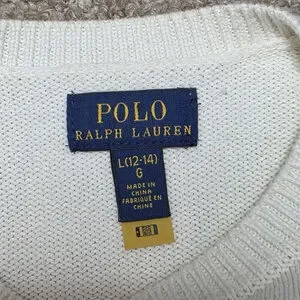 POLO
RALPH LAUREN
L(12-14)
G
MADE IN
CHINA
FABRIQUÉ EN
CHINE